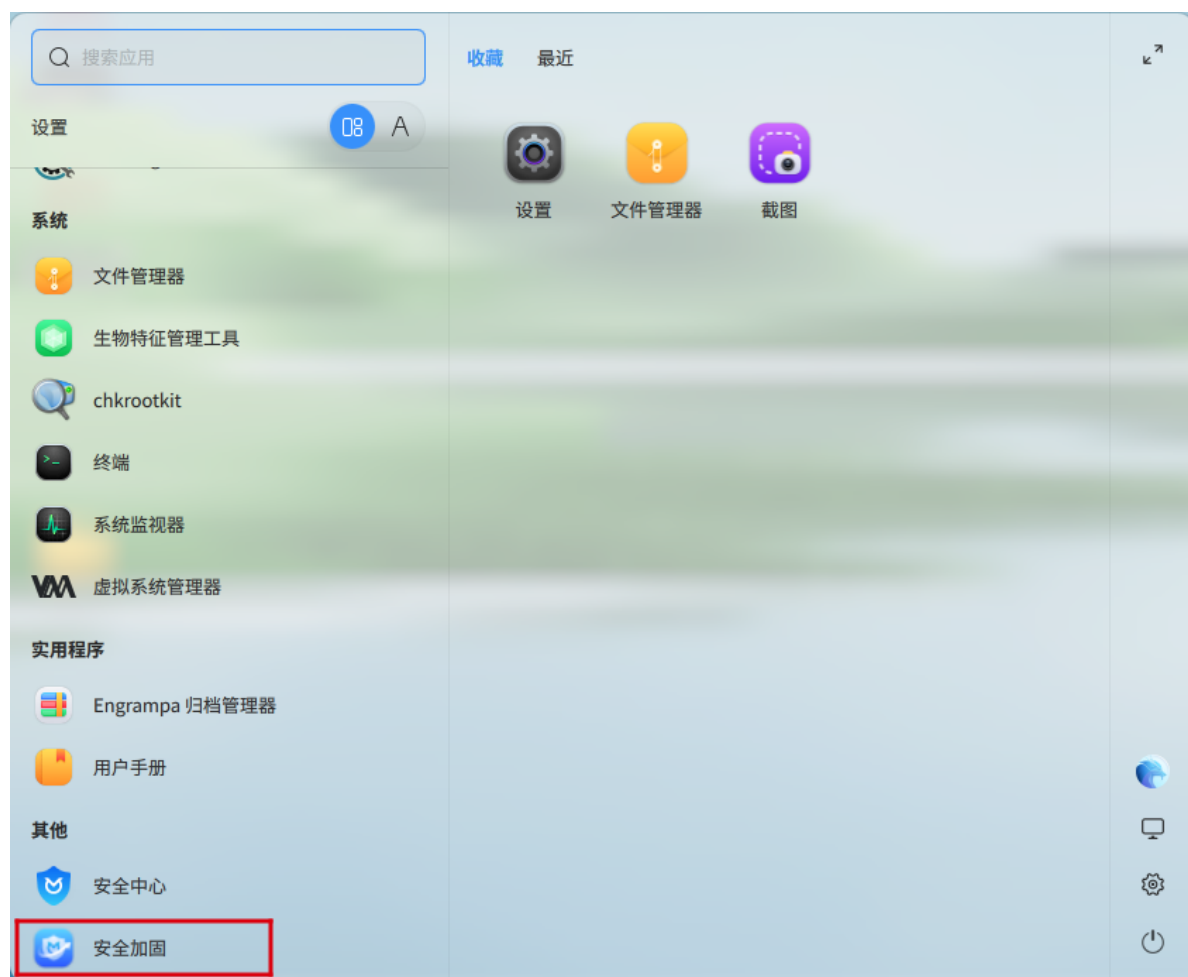 搜索应用
收藏 最近
设置
设置 文件管理器 截图
系统
文件管理器
生物特征管理工具
chkrootkit
终端
系统监视器
虚拟系统管理器
实用程序
Engrampa 归档管理器
用户手册
其他
安全中心
安全加固